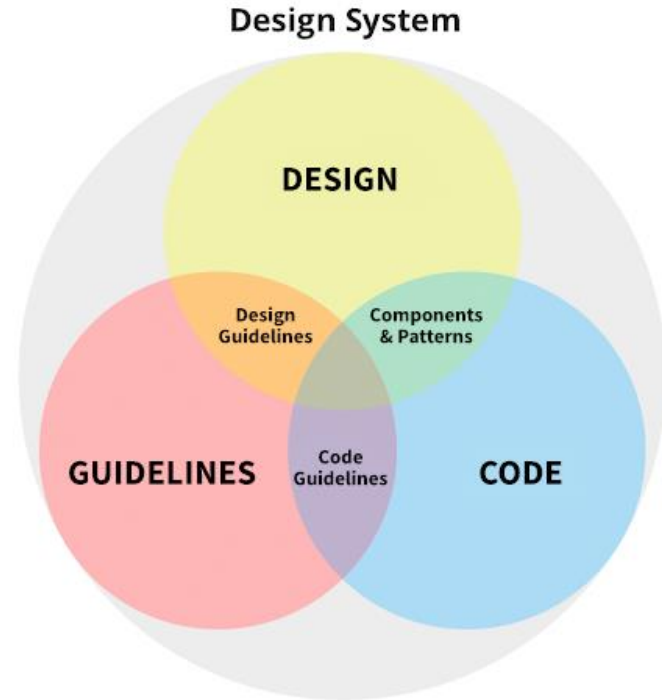 Design System
DESIGN
Design
Guidelines
Components
& Patterns
GUIDELINES
Code
Guidelines
CODE